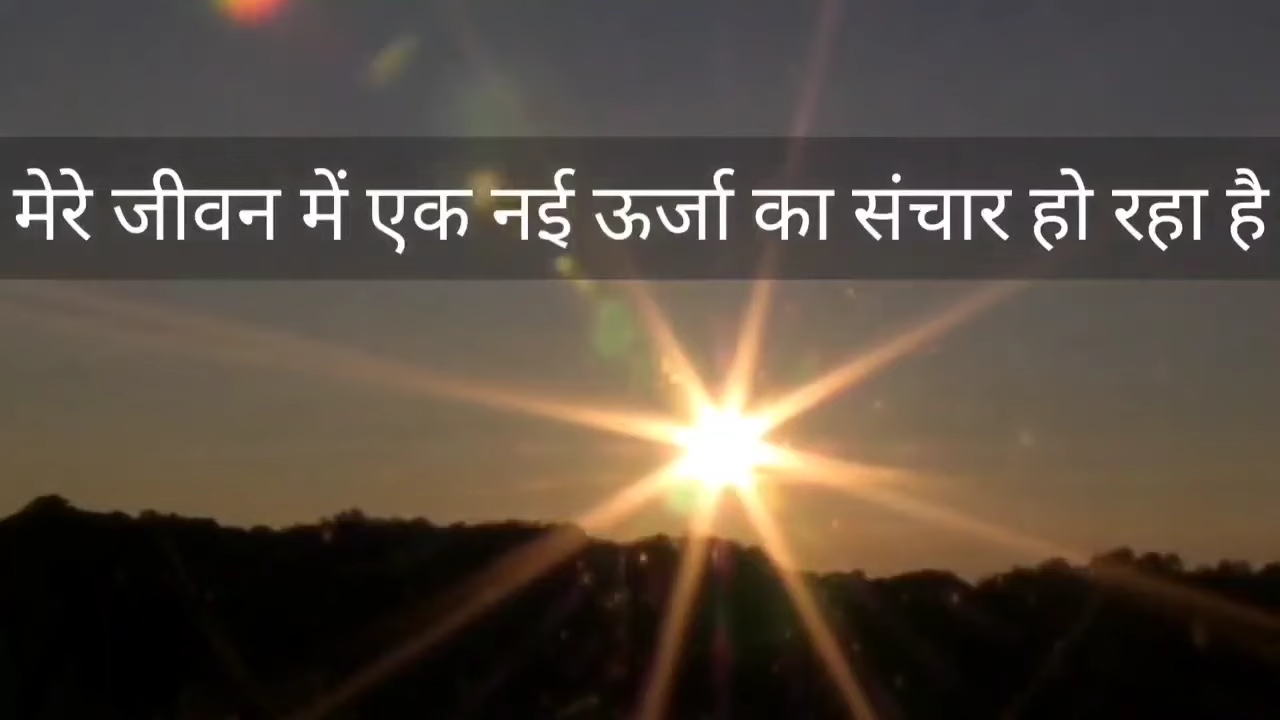 मेरे जीवन में एक नई ऊर्जा का संचार हो रहा है